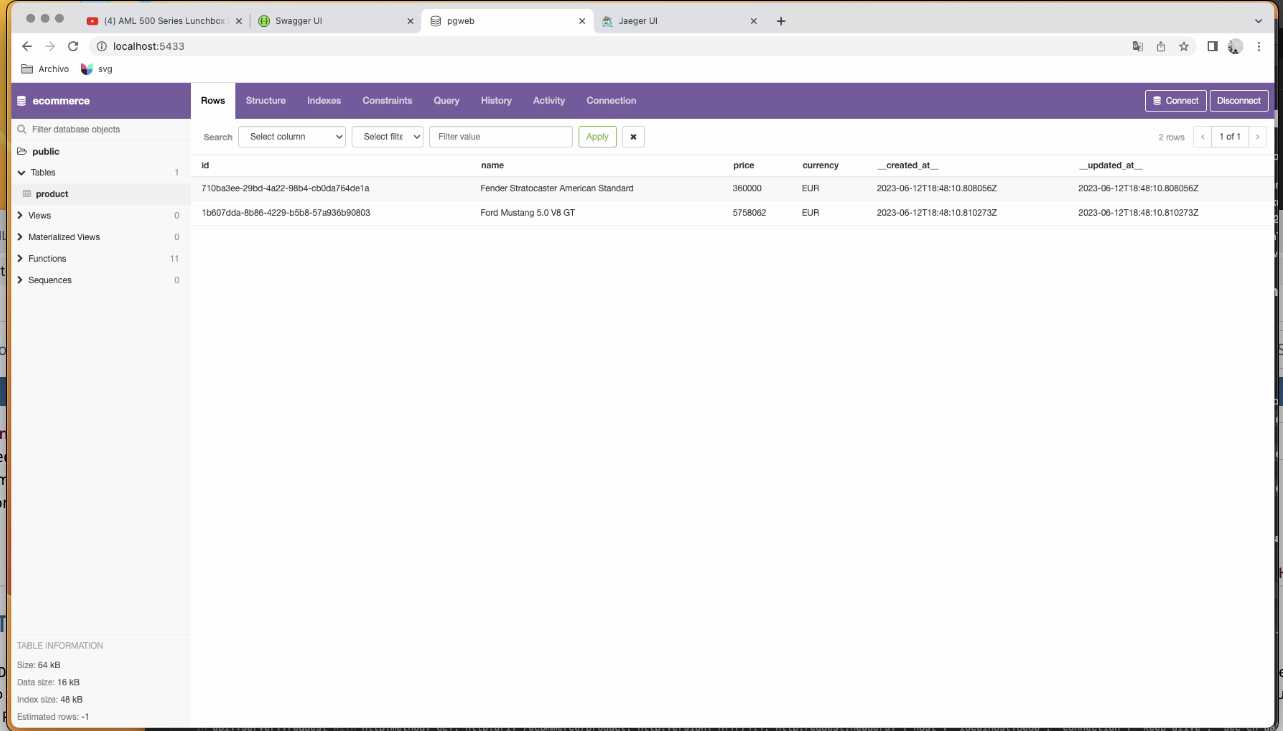 (4) AML 500 Series Lunchbox
Swagger UI
pgweb
Jaeger UI
localhost:5433
Archivo
svg
ecommerce
Rows
Structure
Indexes
Constraints
Query
History
Activity
Connection
Connect
Disconnect
Filter database objects
Search
Select column
Select filte
Filter value
Apply
2 rows
1 of 1
public
Tables 1
product
Views 0
Materialized Views 0
Functions 11
Sequences 0
id name price currency __created_at__ __updated_at__
710ba3ee-29bd-4a22-98b4-cb0da764de1a Fender Stratocaster American Standard 360000 EUR 2023-06-12T18:48:10.808056Z 2023-06-12T18:48:10.808056Z
1b607dda-8b86-4229-b5b8-57a936b90803 Ford Mustang 5.0 V8 GT 5758062 EUR 2023-06-12T18:48:10.810273Z 2023-06-12T18:48:10.810273Z
TABLE INFORMATION
Size: 64 kB
Data size: 16 kB
Index size: 48 kB
Estimated rows: -1